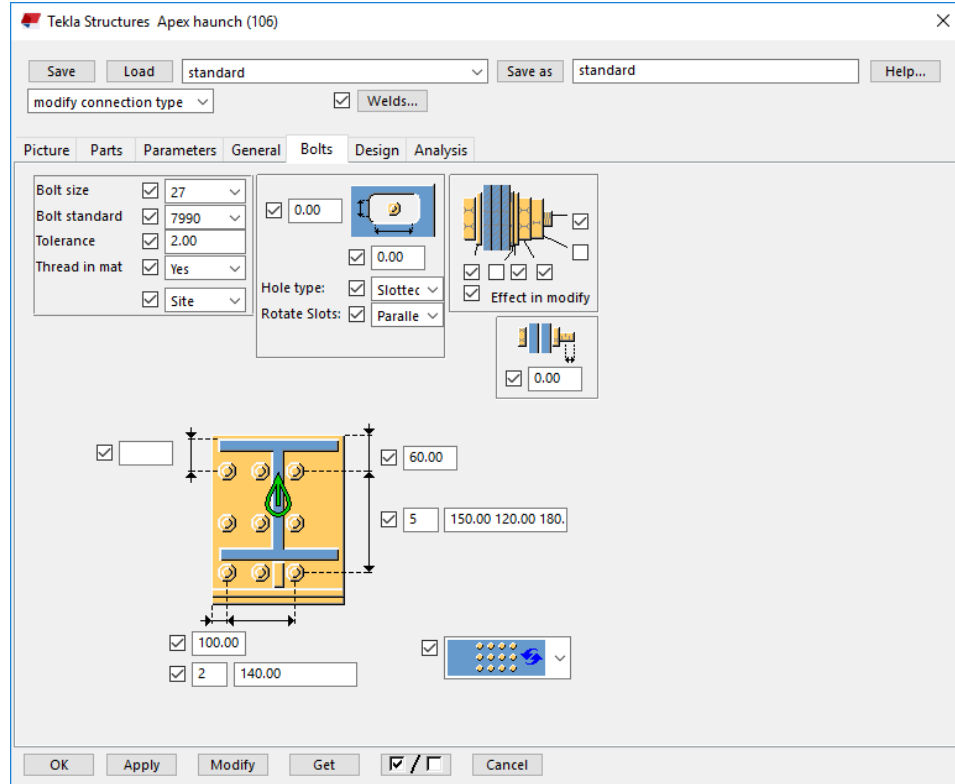 Tekla Structures Apex haunch (106)
Save Load standard Save as standard Help...
modify connection type Welds...
Picture Parts Parameters General Bolts Design Analysis
Bolt size 27
Bolt standard 7990
Tolerance 2.00
Thread in mat Yes
Site
0.00
0.00
Hole type: Slottec
Rotate Slots: Paralle
Effect in modify
0.00
60.00
5 150.00 120.00 180.
100.00
2 140.00
OK Apply Modify Get / Cancel